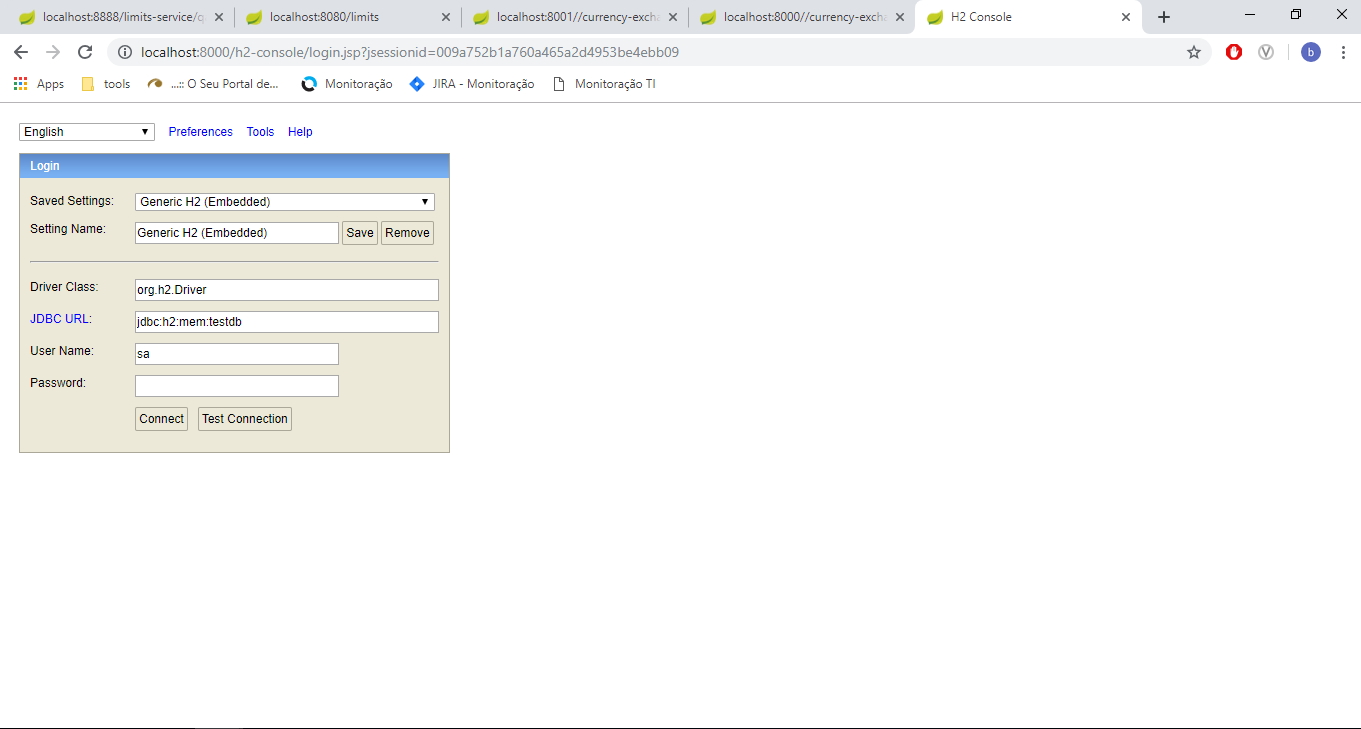 localhost:8888/limits-service/q
localhost:8080/limits
localhost:8001//currency-excha
localhost:8000//currency-excha
H2 Console
localhost:8000/h2-console/login.jsp?jsessionid=009a752b1a760a465a2d4953be4ebb09
b
Apps
tools
...:: O Seu Portal de...
Monitoração
JIRA - Monitoração
Monitoração TI
English
Preferences
Tools
Help
Login
Saved Settings: Generic H2 (Embedded)
Setting Name: Generic H2 (Embedded) Save Remove
Driver Class: org.h2.Driver
JDBC URL: jdbc:h2:mem:testdb
User Name: sa
Password:
Connect Test Connection